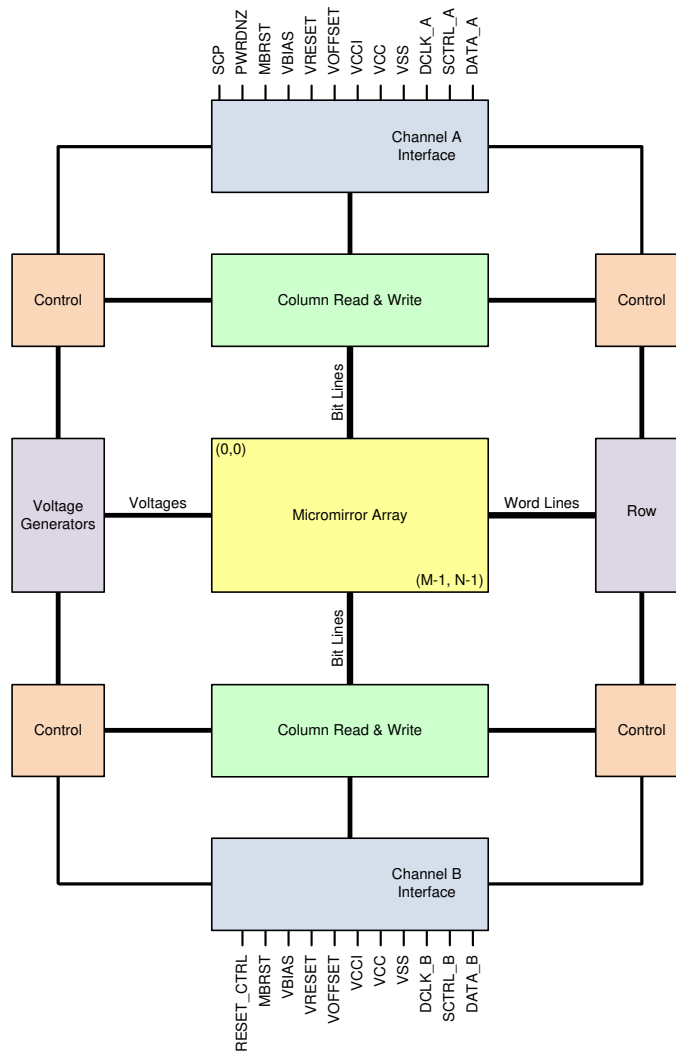 SCP
PWRDNZ
MBRST
VBIAS
VRESET
VOFFSET
VCCI
VCC
VSS
DCLK_A
SCTRL_A
DATA_A
Channel A
Interface
Control
Column Read & Write
Control
Bit Lines
(0,0)
Voltage
Generators
Voltages
Micromirror Array
Word Lines
Row
(M-1, N-1)
Bit Lines
Control
Column Read & Write
Control
Channel B
Interface
RESET_CTRL
MBRST
VBIAS
VRESET
VOFFSET
VCCI
VCC
VSS
DCLK_B
SCTRL_B
DATA_B